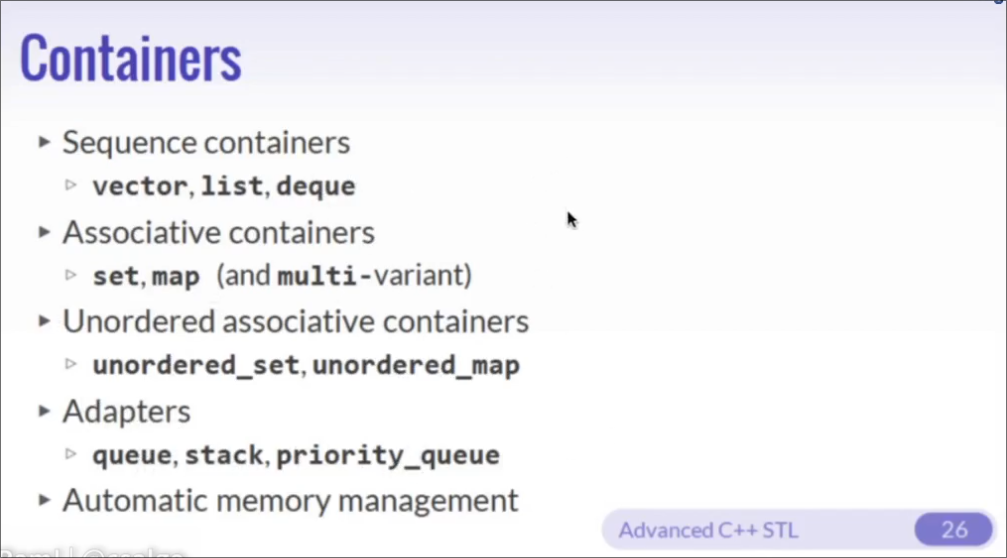 Containers
Sequence containers
vector, list, deque
Associative containers
set, map (and multi-variant)
Unordered associative containers
unordered_set, unordered_map
Adapters
queue, stack, priority_queue
Automatic memory management
Advanced C++ STL 26